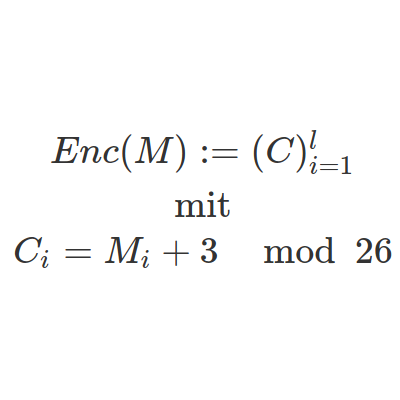 Enc(M) := (C)_{i=1}^{l}
mit
C_i = M_i + 3 mod 26